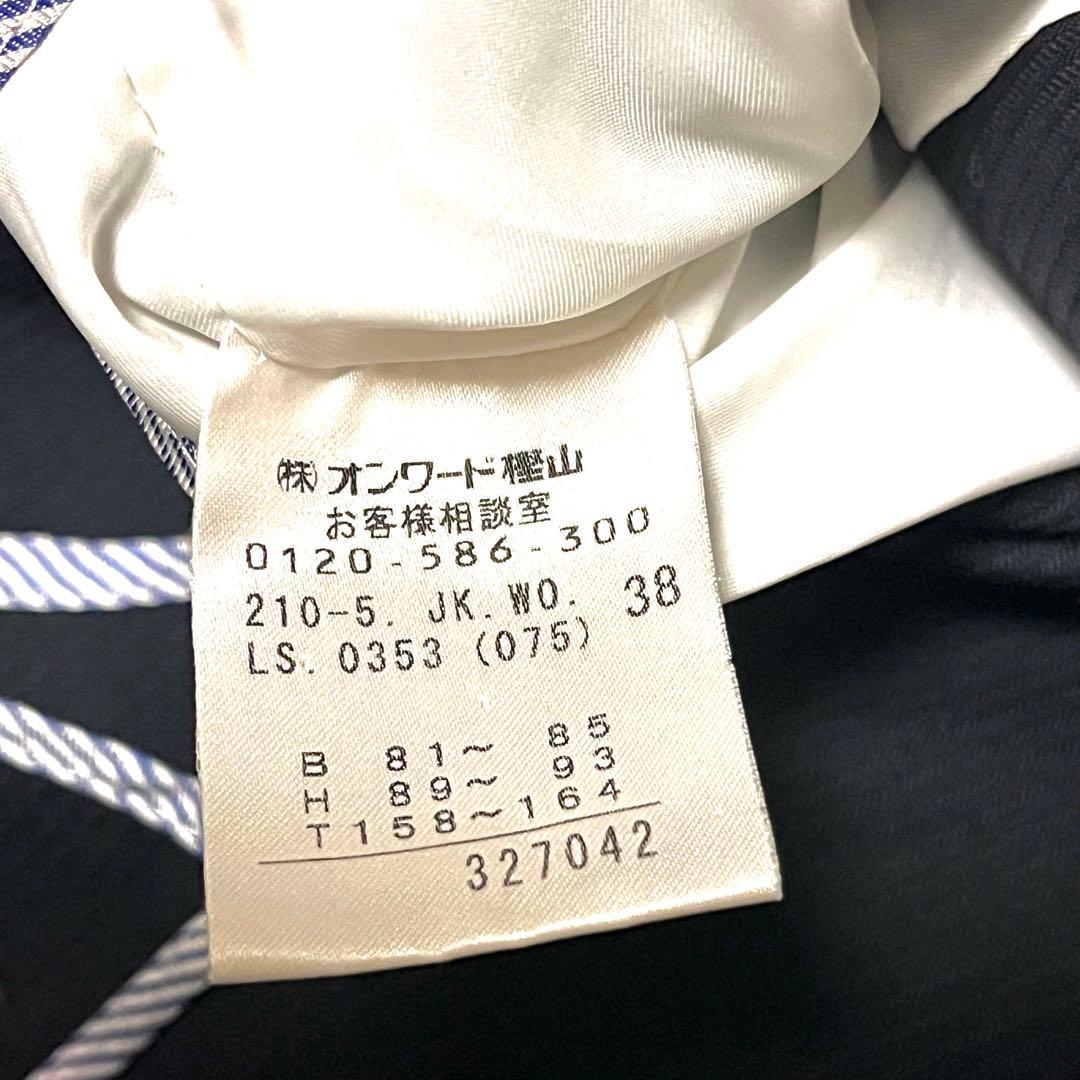 (株)オンワード樫山
お客様相談室
0120-586-300
210-5. JK.WO. 38
LS. 0353 (075)
B 81～ 85
H 89～ 93
T158～164
327042